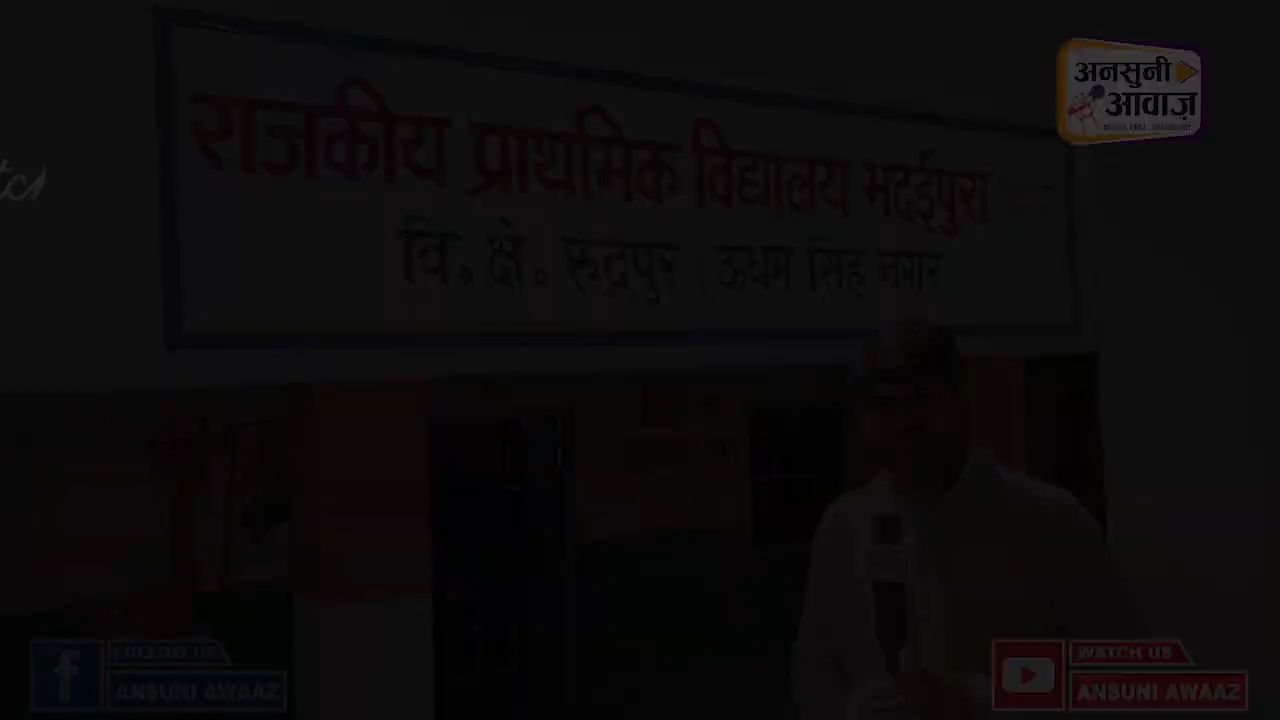 अनसुनी
आवाज़
राजकीय प्राथमिक विद्यालय भदईपुरा
वि. क्षे. रुद्रपुर ऊधम सिंह नगर
FOLLOW US
ANSUNI AWAAZ
WATCH US
ANSUNI AWAAZ